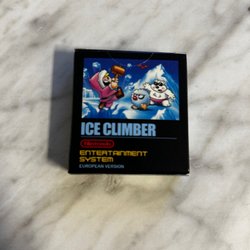 ICE CLIMBER
Nintendo
ENTERTAINMENT
SYSTEM
EUROPEAN VERSION